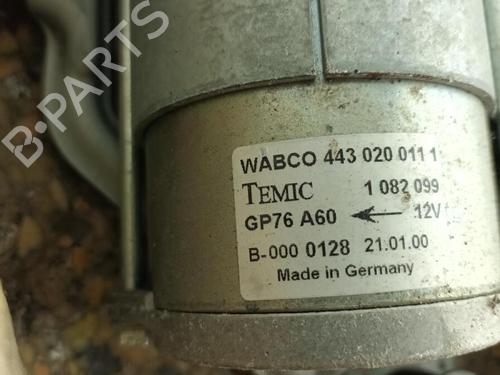 B-PARTS
WABCO 443 020 011 1
TEMIC 1 082 099
GP76 A60 ← 12V
B-000 0128 21.01.00
Made in Germany